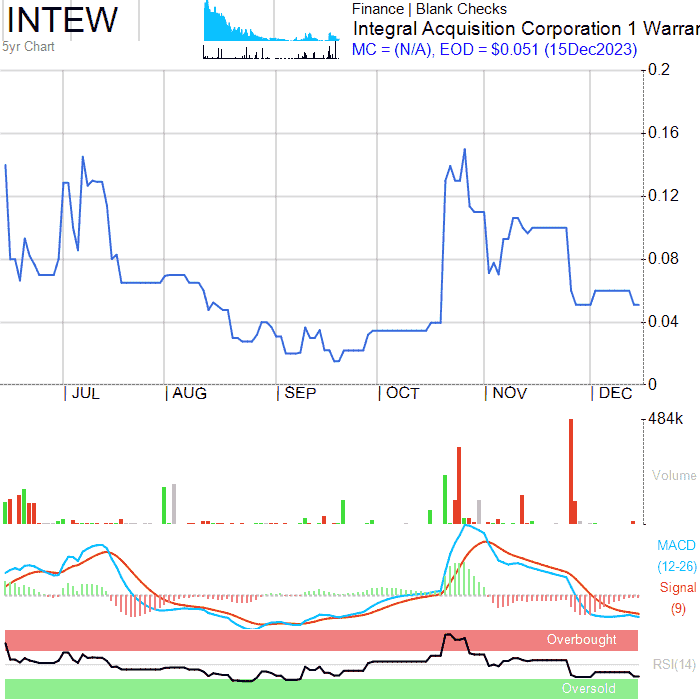 INTEW
5yr Chart
Finance | Blank Checks
Integral Acquisition Corporation 1 Warran
MC = (N/A), EOD = $0.051 (15Dec2023)
0.2
0.16
0.12
0.08
0.04
0
JUL AUG SEP OCT NOV DEC
484k
Volume
MACD
(12-26)
Signal
(9)
Overbought
RSI(14)
Oversold